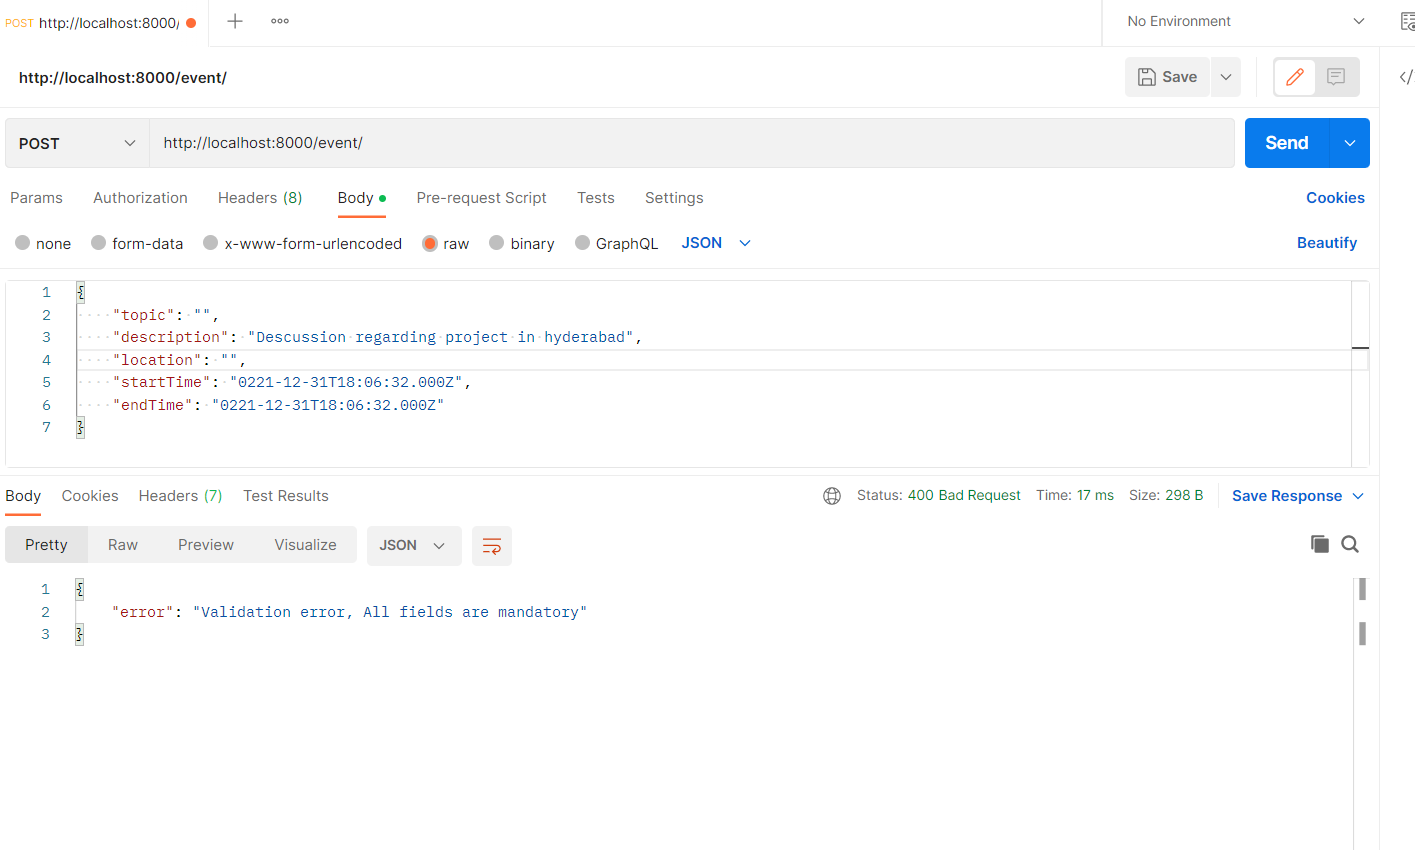 POST http://localhost:8000/
No Environment
http://localhost:8000/event/
Save
POST http://localhost:8000/event/ Send
Params Authorization Headers (8) Body Pre-request Script Tests Settings Cookies
none form-data x-www-form-urlencoded raw binary GraphQL JSON Beautify
1 {
2 "topic": "",
3 "description": "Descussion regarding project in hyderabad",
4 "location": "",
5 "startTime": "0221-12-31T18:06:32.000Z",
6 "endTime": "0221-12-31T18:06:32.000Z"
7 }
Body Cookies Headers (7) Test Results Status: 400 Bad Request Time: 17 ms Size: 298 B Save Response
Pretty Raw Preview Visualize JSON
1 {
2 "error": "Validation error, All fields are mandatory"
3 }